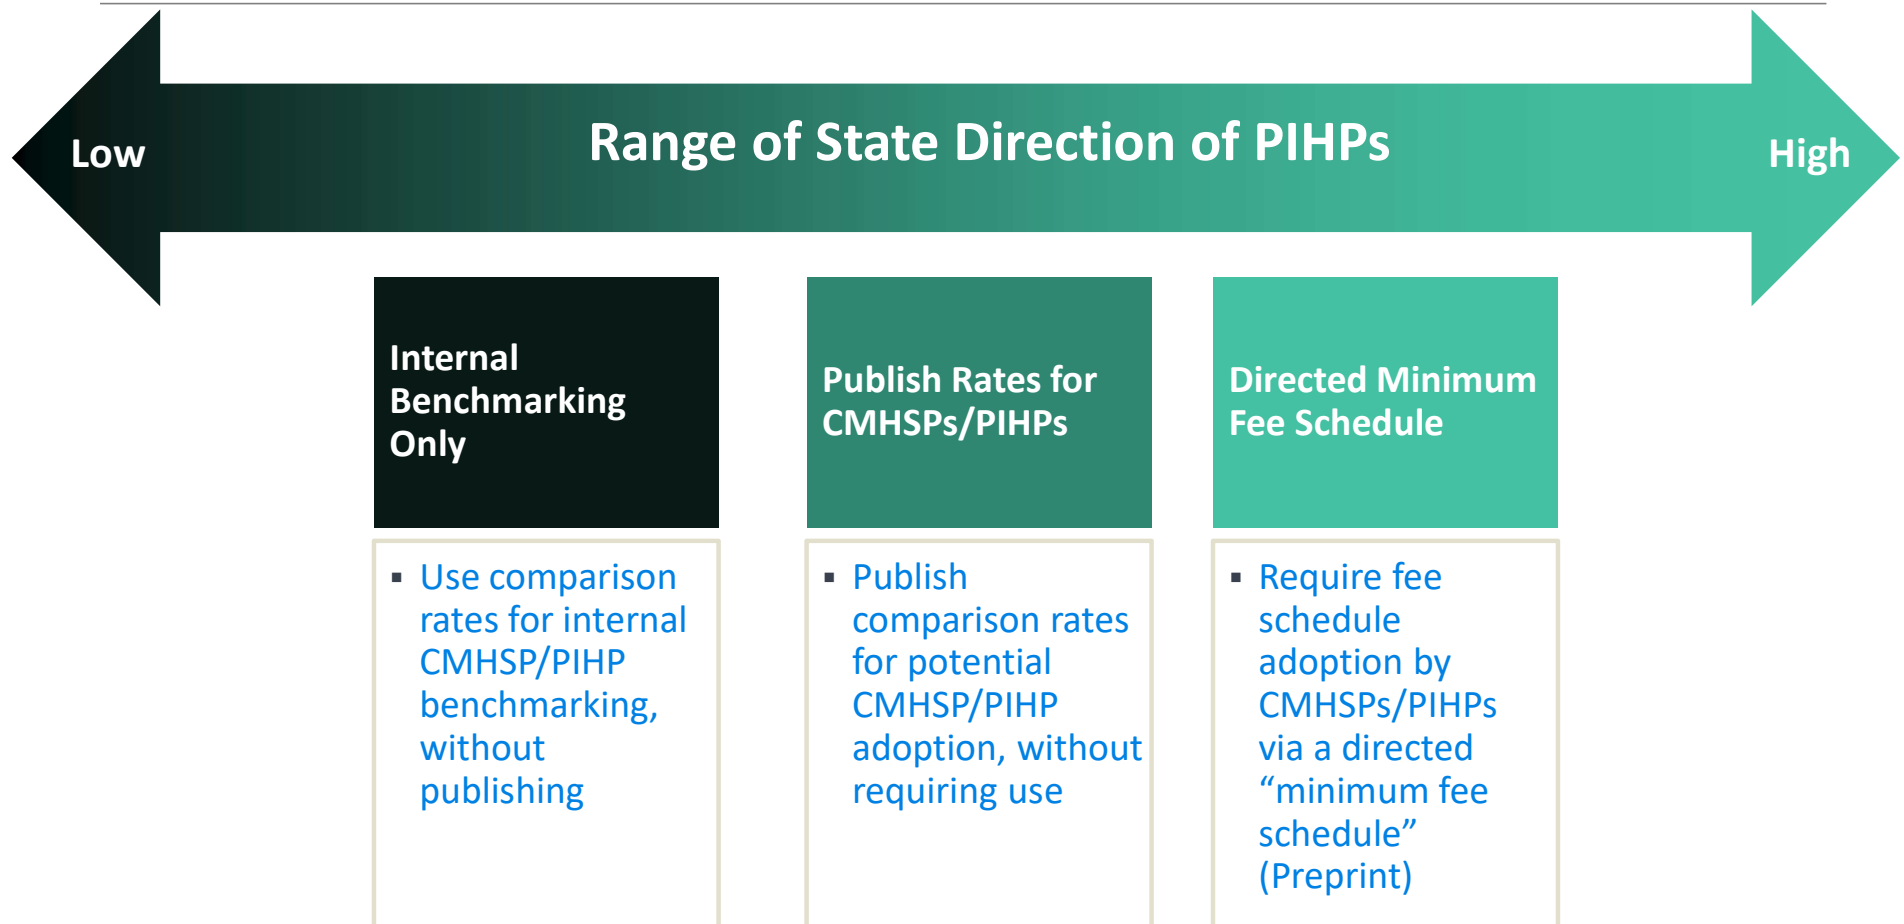 Low
Range of State Direction of PIHPs
High
Internal
Benchmarking
Only
▪ Use comparison
rates for internal
CMHSP/PIHP
benchmarking,
without
publishing
Publish Rates for
CMHSPs/PIHPs
▪ Publish
comparison rates
for potential
CMHSP/PIHP
adoption, without
requiring use
Directed Minimum
Fee Schedule
▪ Require fee
schedule
adoption by
CMHSPs/PIHPs
via a directed
“minimum fee
schedule”
(Preprint)